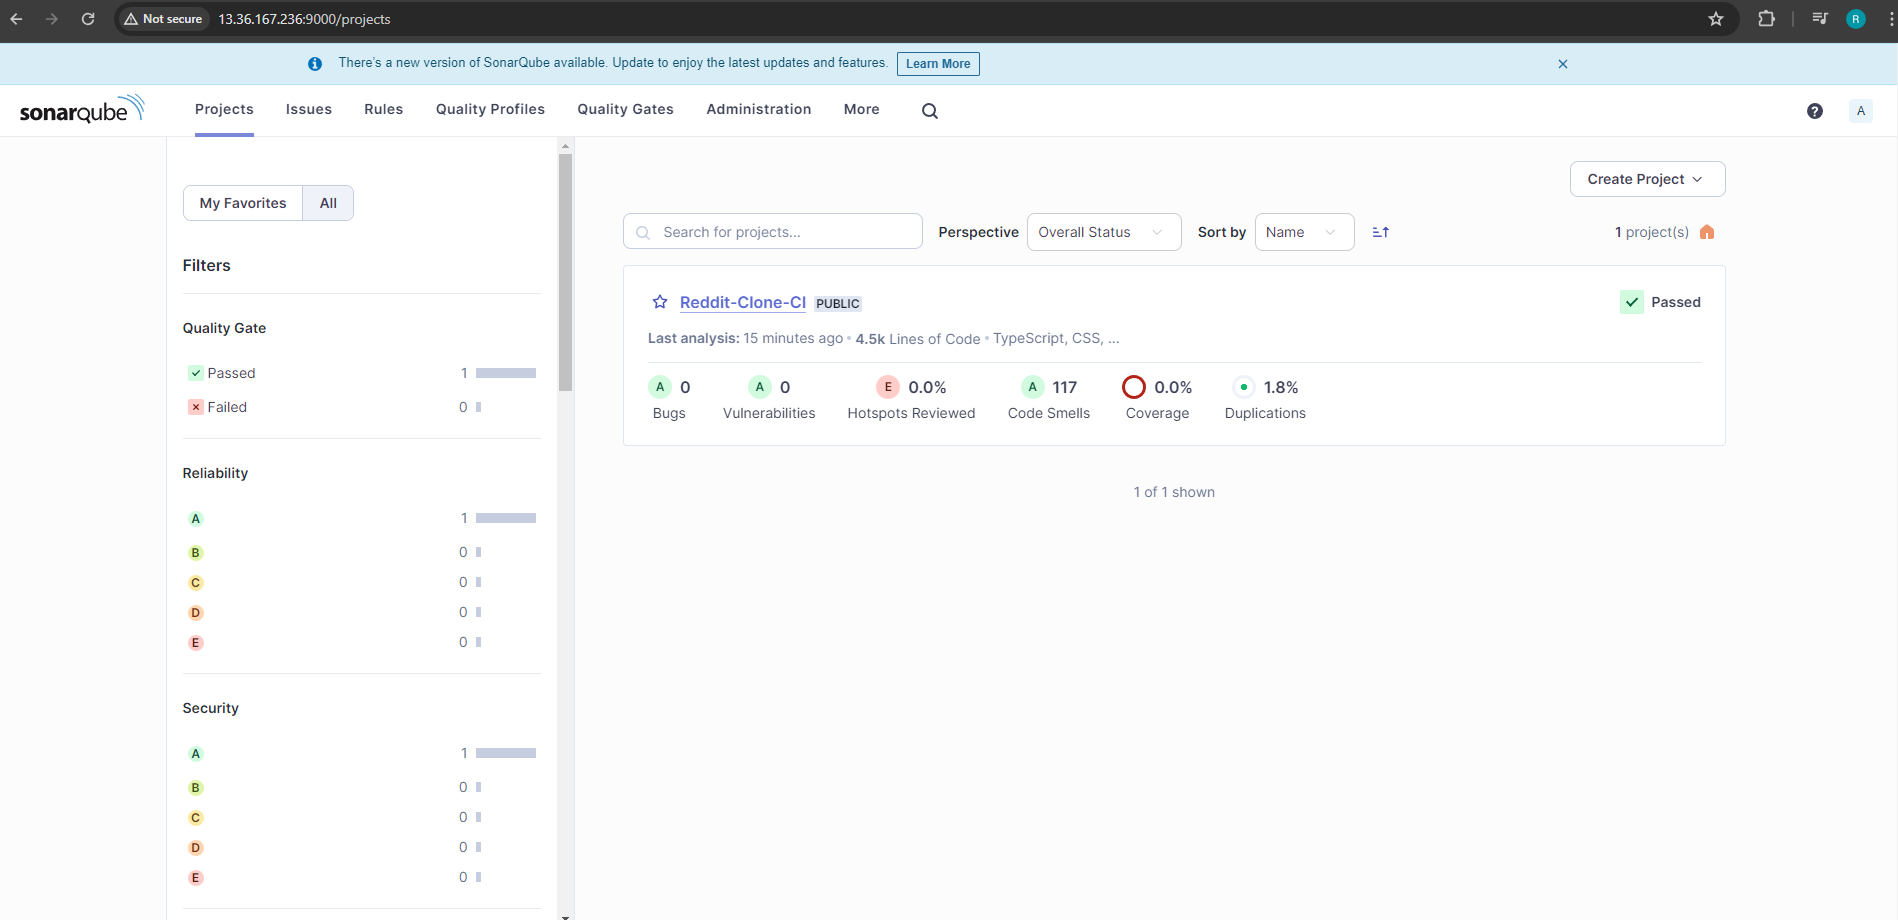 Not secure 13.36.167.236:9000/projects R
There's a new version of SonarQube available. Update to enjoy the latest updates and features. Learn More
sonarqube Projects Issues Rules Quality Profiles Quality Gates Administration More ? A
My Favorites All
Filters
Quality Gate
Passed 1
Failed 0
Reliability
A 1
B 0
C 0
D 0
E 0
Security
A 1
B 0
C 0
D 0
E 0
Create Project
Search for projects... Perspective Overall Status Sort by Name 1 project(s)
Reddit-Clone-CI PUBLIC Passed
Last analysis: 15 minutes ago • 4.5k Lines of Code • TypeScript, CSS, ...
A 0 A 0 E 0.0% A 117 0.0% 1.8%
Bugs Vulnerabilities Hotspots Reviewed Code Smells Coverage Duplications
1 of 1 shown